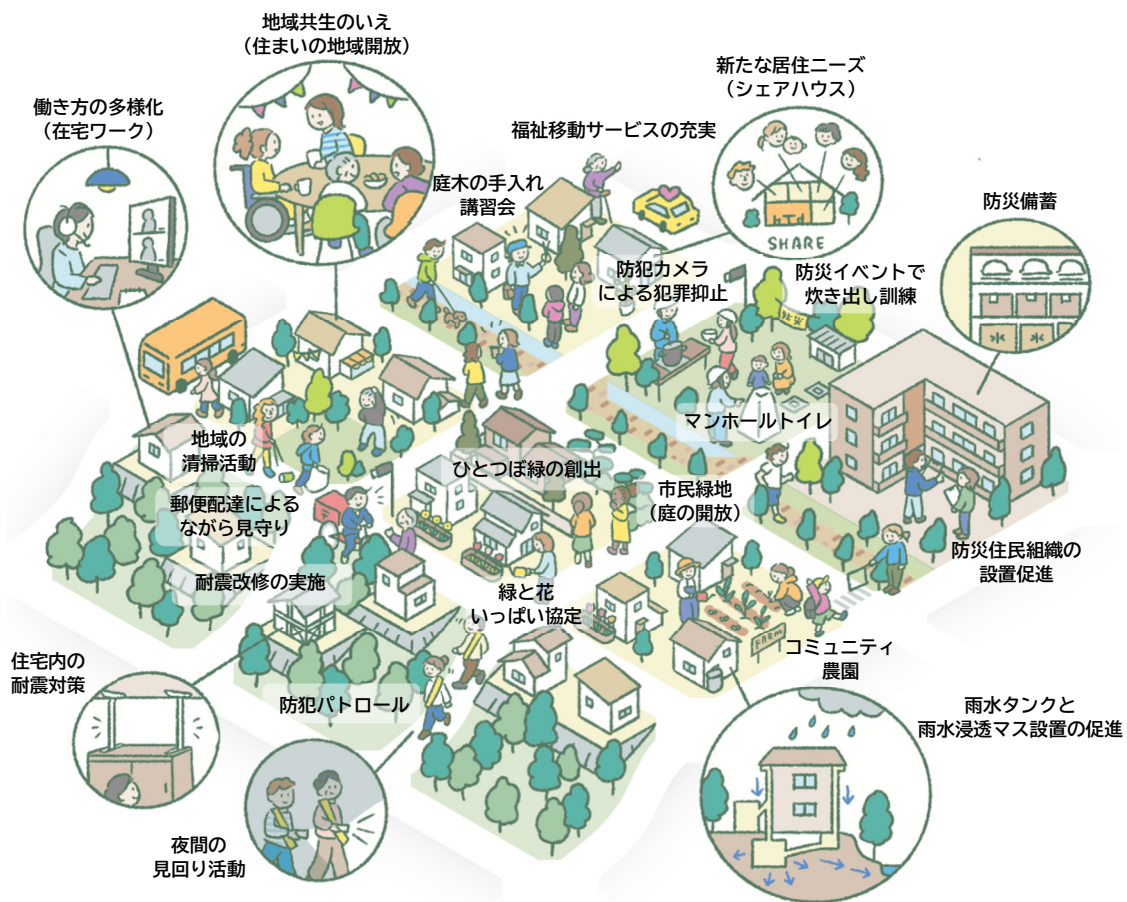 地域共生のいえ
（住まいの地域開放）
新たな居住ニーズ
（シェアハウス）
働き方の多様化
（在宅ワーク）
福祉移動サービスの充実
庭木の手入れ
講習会
防災備蓄
SHARE
防犯カメラ
による犯罪抑止
防災イベントで
炊き出し訓練
防災
水
水
マンホールトイレ
地域の
清掃活動
ひとつぼ緑の創出
郵便配達による
ながら見守り
市民緑地
（庭の開放）
防災住民組織の
設置促進
耐震改修の実施
緑と花
いっぱい協定
FARM
コミュニティ
農園
住宅内の
耐震対策
防犯パトロール
雨水タンクと
雨水浸透マス設置の促進
夜間の
見回り活動